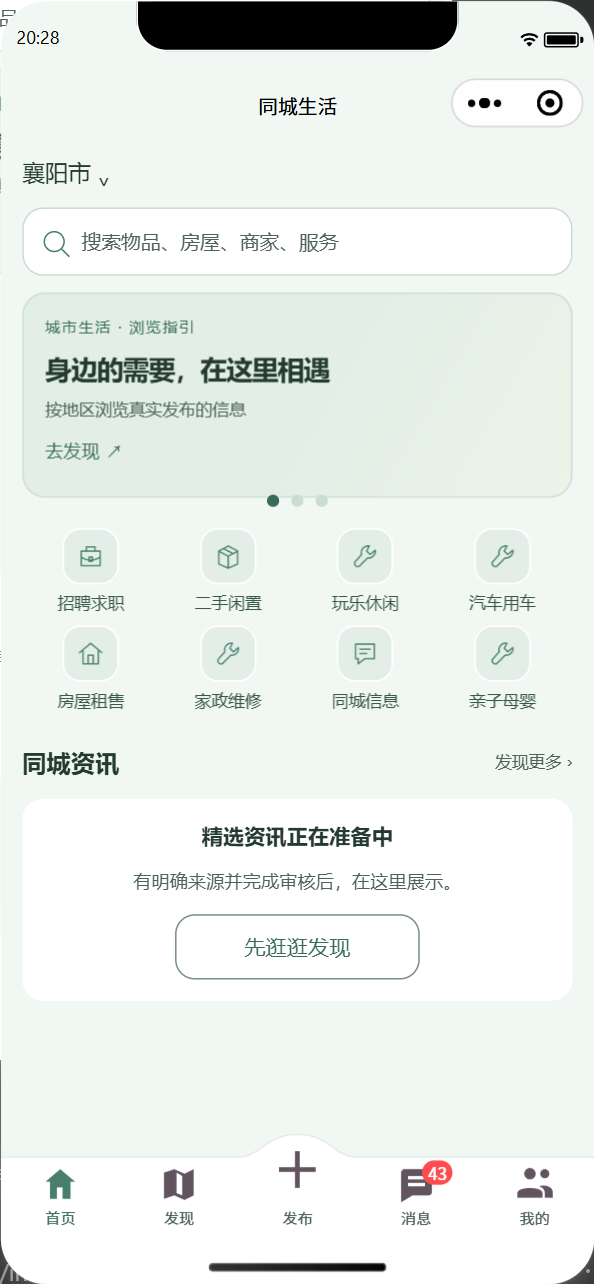 20:28
同城生活
襄阳市
搜索物品、房屋、商家、服务
城市生活 · 浏览指引
身边的需要，在这里相遇
按地区浏览真实发布的信息
去发现 ↗
招聘求职 二手闲置 玩乐休闲 汽车用车
房屋租售 家政维修 同城信息 亲子母婴
同城资讯 发现更多 ›
精选资讯正在准备中
有明确来源并完成审核后，在这里展示。
先逛逛发现
43
首页 发现 发布 消息 我的